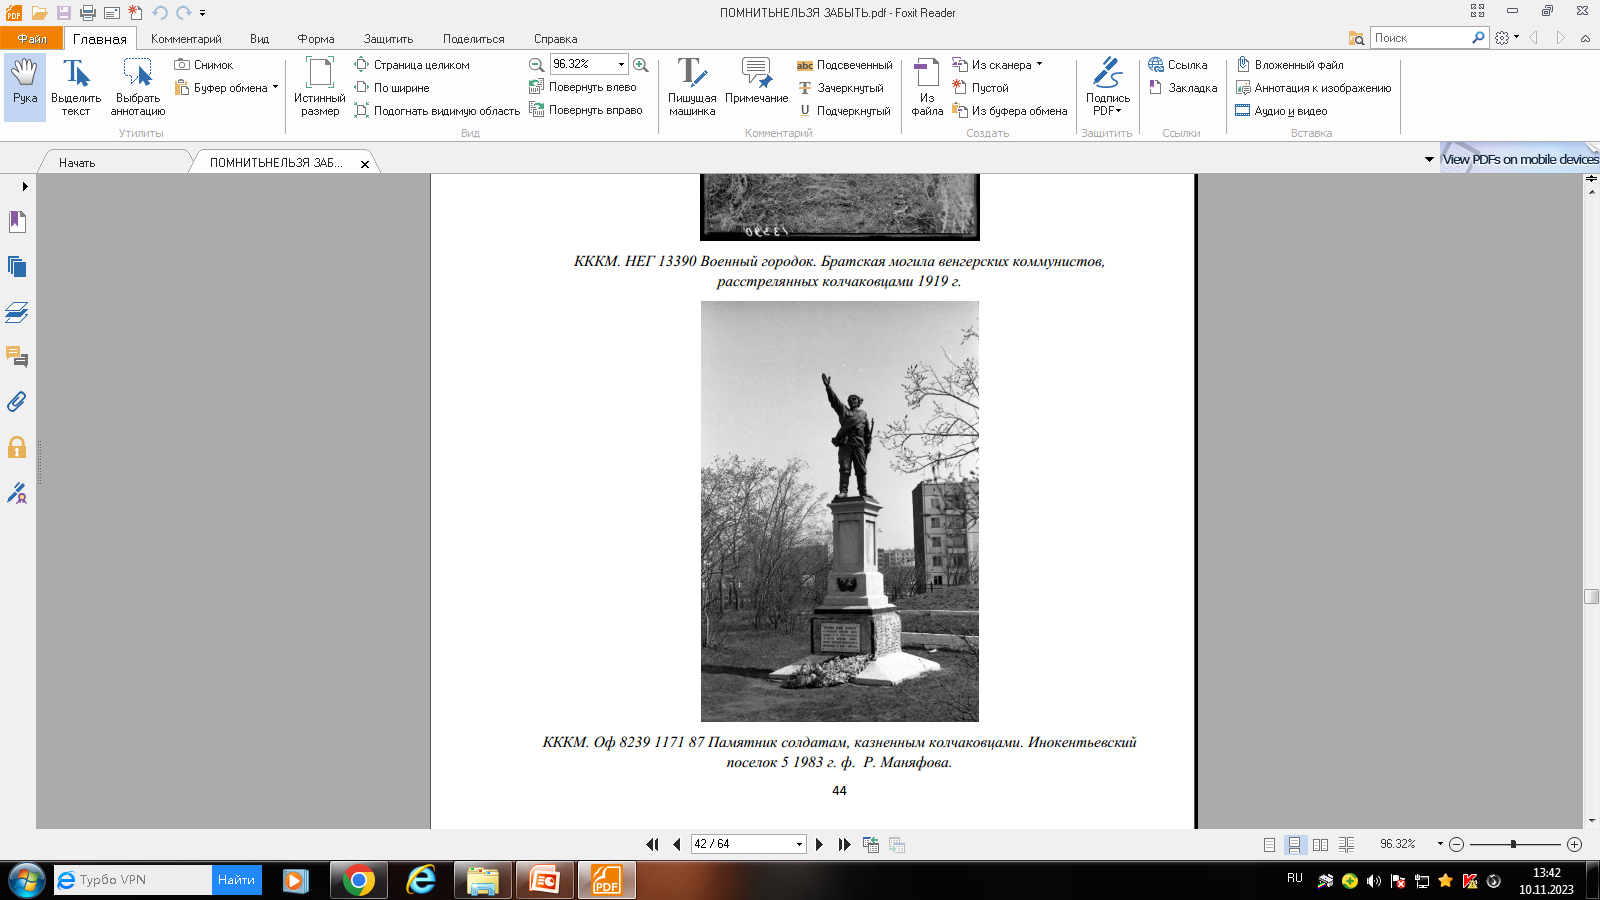 ПОМНИТЬНЕЛЬЗЯ ЗАБЫТЬ.pdf - Foxit Reader
Файл Главная Комментарий Вид Форма Защитить Поделиться Справка Поиск
Рука
Выделить текст
Выбрать аннотацию
Снимок
Буфер обмена
Утилиты
Истинный размер
Страница целиком
По ширине
Подогнать видимую область
96.32%
Повернуть влево
Повернуть вправо
Вид
Пишущая машинка
Примечание
Подсвеченный
Зачеркнутый
Подчеркнутый
Комментарий
Из файла
Из сканера
Пустой
Из буфера обмена
Создать
Подпись PDF
Защитить
Ссылка
Закладка
Ссылки
Вложенный файл
Аннотация к изображению
Аудио и видео
Вставка
Начать
ПОМНИТЬНЕЛЬЗЯ ЗАБ...
View PDFs on mobile devices
13390
КККМ. НЕГ 13390 Военный городок. Братская могила венгерских коммунистов,
расстрелянных колчаковцами 1919 г.
КККМ. Оф 8239 1171 87 Памятник солдатам, казненным колчаковцами. Инокентьевский
поселок 5 1983 г. ф. Р. Маняфова.
44
42 / 64
96.32%
Турбо VPN Найти
PDF
RU
13:42
10.11.2023